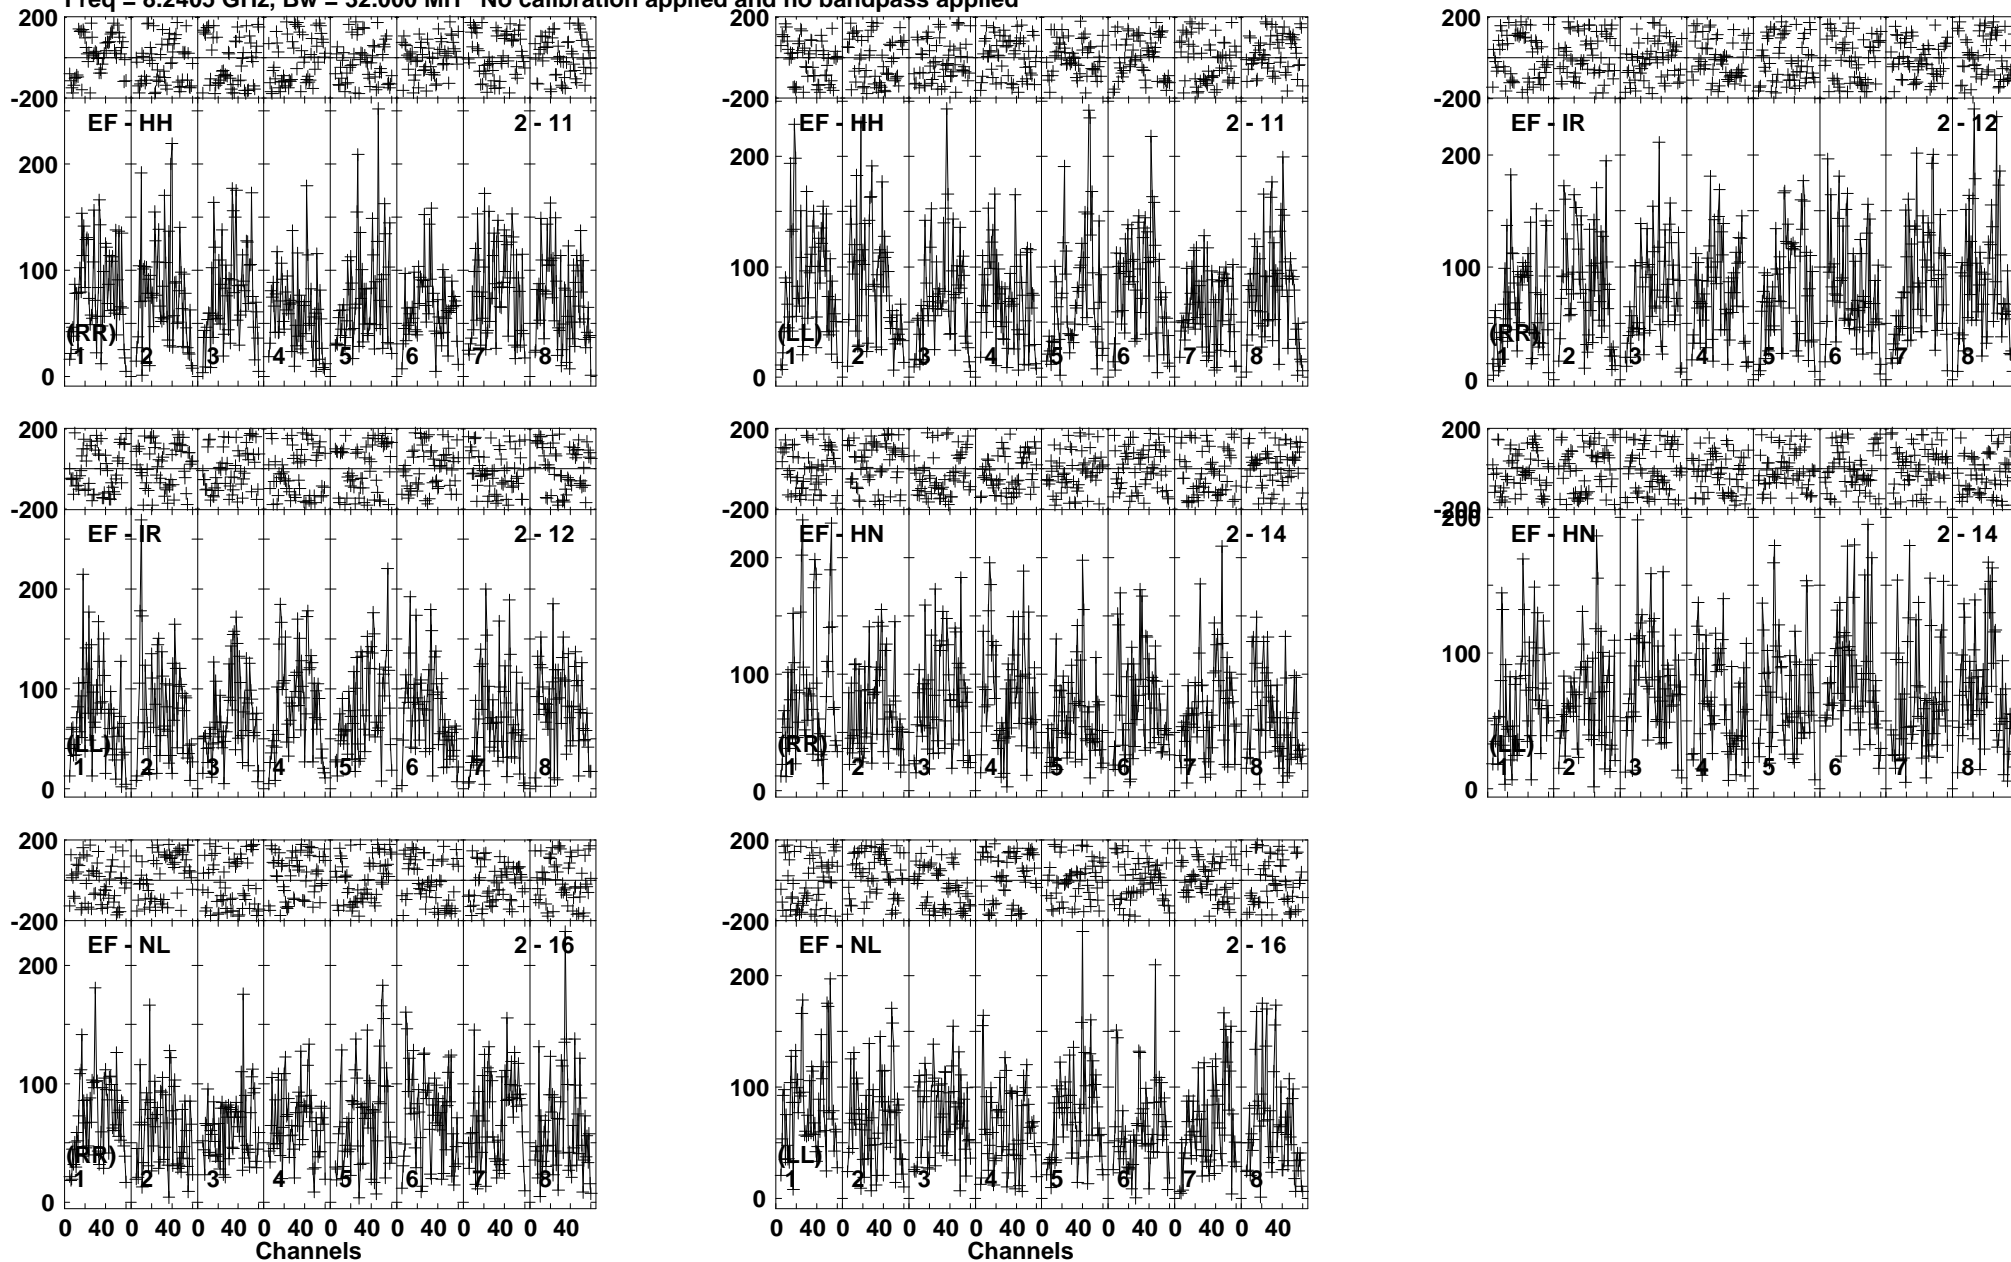 Freq = 8.2405 GHz, Bw = 32.000 MH No calibration applied and no bandpass applied
200 200 200
-200 -200 -200
EF - HH 2 - 11 EF - HH 2 - 11 EF - IR 2 - 12
200 200 200
100 100 100
(RR) (LL) (RR)
1 2 3 4 5 6 7 8 1 2 3 4 5 6 7 8 1 2 3 4 5 6 7 8
0 0 0
200 200 200
-200 -200 -200
EF - IR 2 - 12 EF - HN 2 - 14 EF - HN 2 - 14
200 200 200
100 100 100
(LL) (RR) (LL)
1 2 3 4 5 6 7 8 1 2 3 4 5 6 7 8 1 2 3 4 5 6 7 8
0 0 0
200 200
-200 -200
EF - NL 2 - 16 EF - NL 2 - 16
200 200
100 100
(RR) (LL)
1 2 3 4 5 6 7 8 1 2 3 4 5 6 7 8
0 0
0 40 0 40 0 40 0 40 0 40 0 40 0 40 0 40 0 40 0 40 0 40 0 40 0 40 0 40 0 40 0 40
Channels Channels